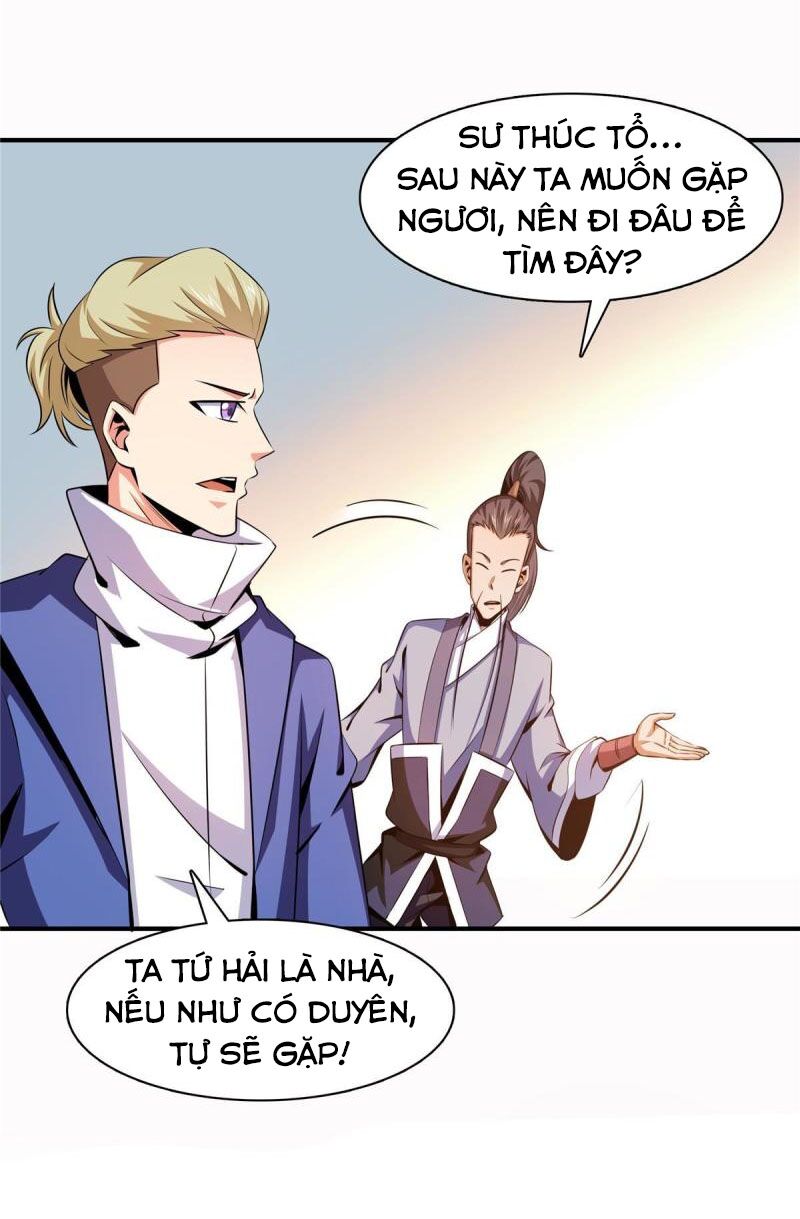 SƯ THÚC TỔ...
SAU NÀY TA MUỐN GẶP
NGƯƠI, NÊN ĐI ĐÂU ĐỂ
TÌM ĐÂY?
TA TỨ HẢI LÀ NHÀ,
NẾU NHƯ CÓ DUYÊN,
TỰ SẼ GẶP!